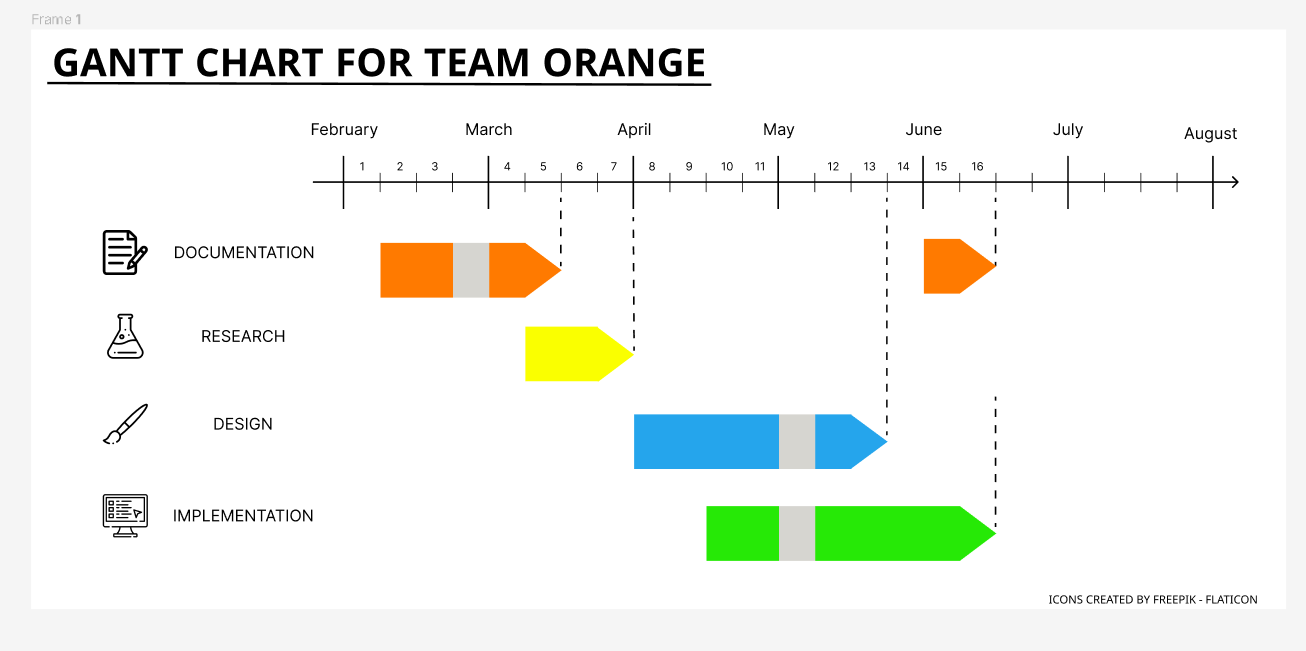 Frame 1
GANTT CHART FOR TEAM ORANGE
February March April May June July August
1 2 3 4 5 6 7 8 9 10 11 12 13 14 15 16
DOCUMENTATION
RESEARCH
DESIGN
IMPLEMENTATION
ICONS CREATED BY FREEPIK - FLATICON